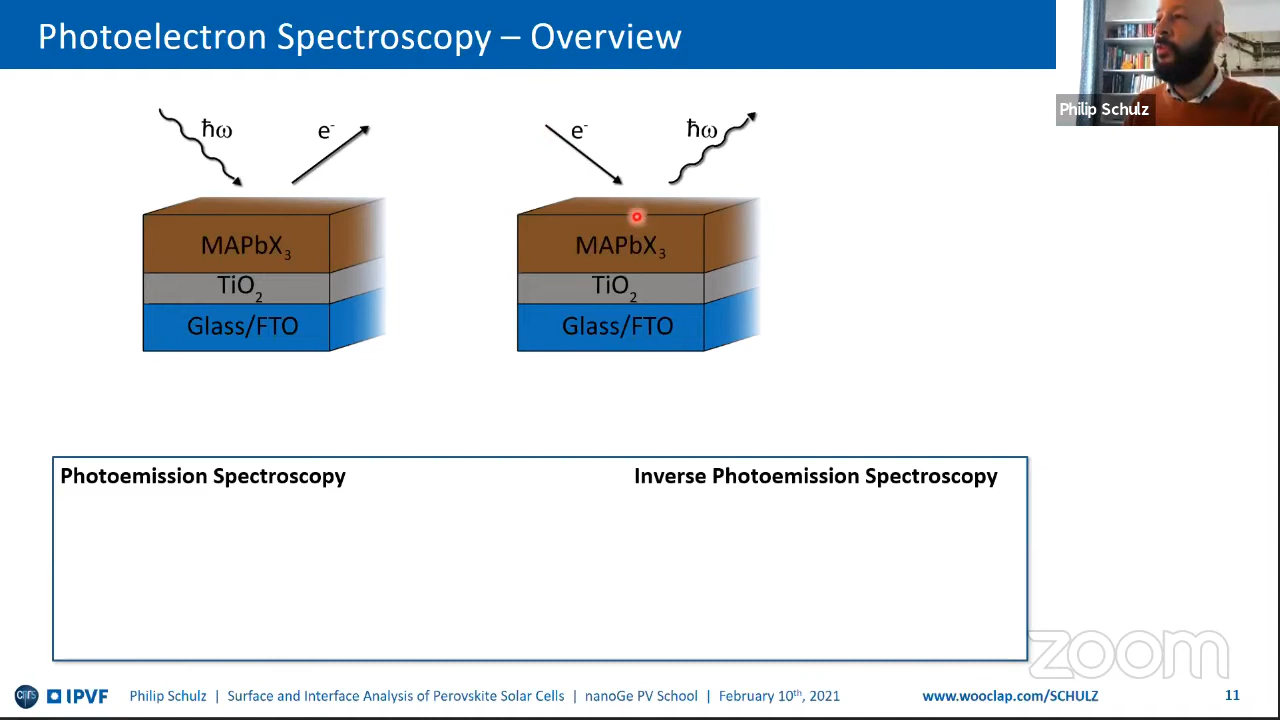 Photoelectron Spectroscopy – Overview
Philip Schulz
ħω
e⁻
e⁻
ħω
MAPbX₃
TiO₂
Glass/FTO
MAPbX₃
TiO₂
Glass/FTO
Photoemission Spectroscopy
Inverse Photoemission Spectroscopy
zoom
cnrs
IPVF
Philip Schulz | Surface and Interface Analysis of Perovskite Solar Cells | nanoGe PV School | February 10th, 2021
www.wooclap.com/SCHULZ
11